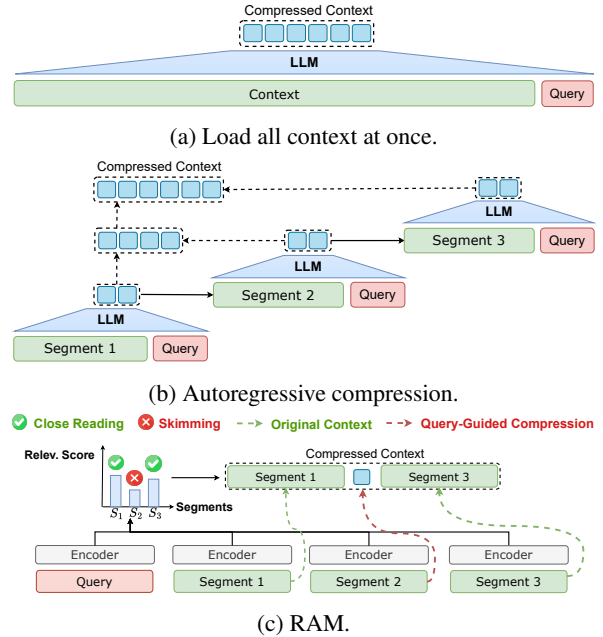 Compressed Context
LLM
Context Query
(a) Load all context at once.
Compressed Context
LLM
Segment 3 Query
LLM
Segment 2 Query
LLM
Segment 1 Query
(b) Autoregressive compression.
Close Reading Skimming Original Context Query-Guided Compression
Relev. Score
Compressed Context
Segment 1 Segment 3
Segments
S1 S2 S3
Encoder Encoder Encoder Encoder
Query Segment 1 Segment 2 Segment 3
(c) RAM.